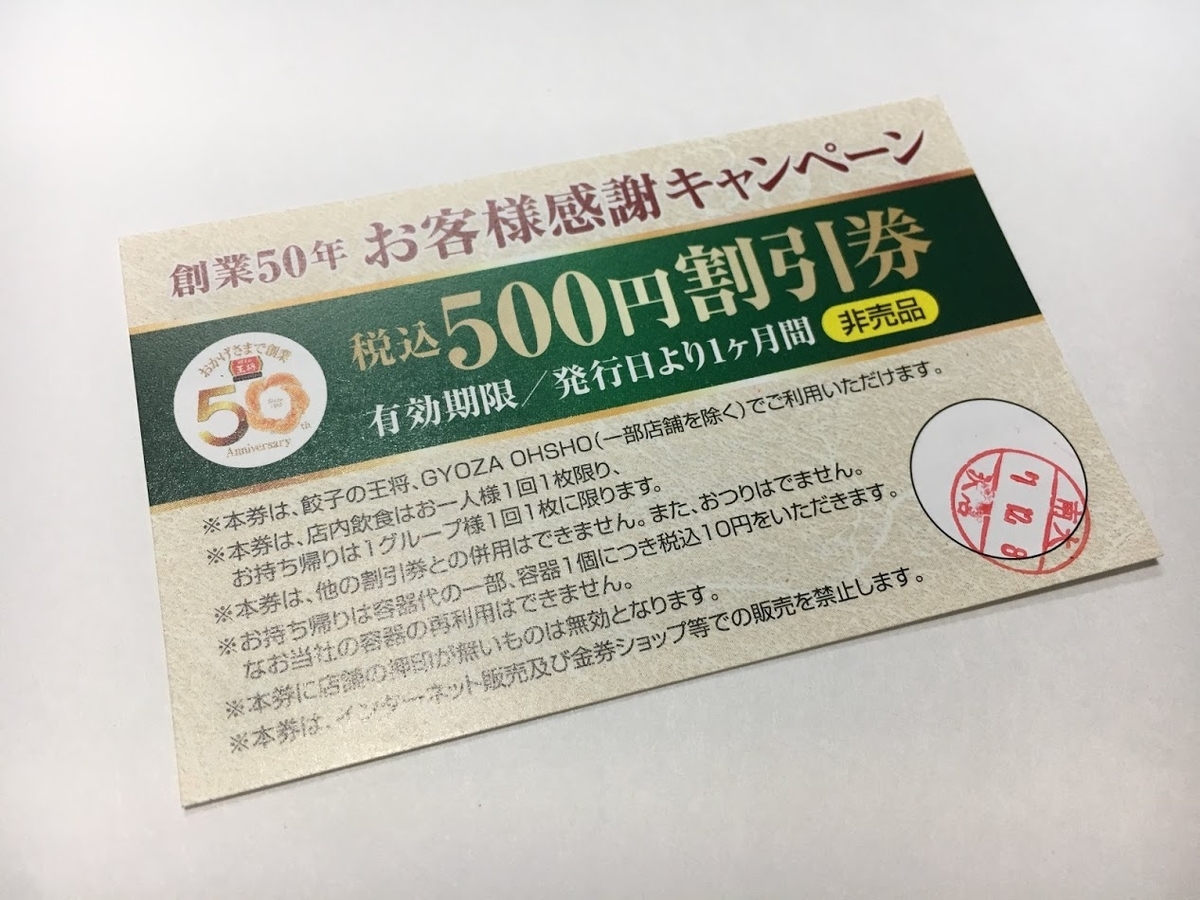 創業50年 お客様感謝キャンペーン
税込500円割引券
有効期限／発行日より1ヶ月間
非売品
おかげさまで創業
王将
50th
Anniversary
※本券は、餃子の王将、GYOZA OHSHO（一部店舗を除く）でご利用いただけます。
※本券は、店内飲食はお一人様1回1枚限り、
お持ち帰りは1グループ様1回1枚に限ります。
※本券は、他の割引券との併用はできません。また、おつりはでません。
※お持ち帰りは容器代の一部、容器1個につき税込10円をいただきます。
なお当社の容器の再利用はできません。
※本券に店舗の押印が無いものは無効となります。
※本券は、インターネット販売及び金券ショップ等での販売を禁止します。